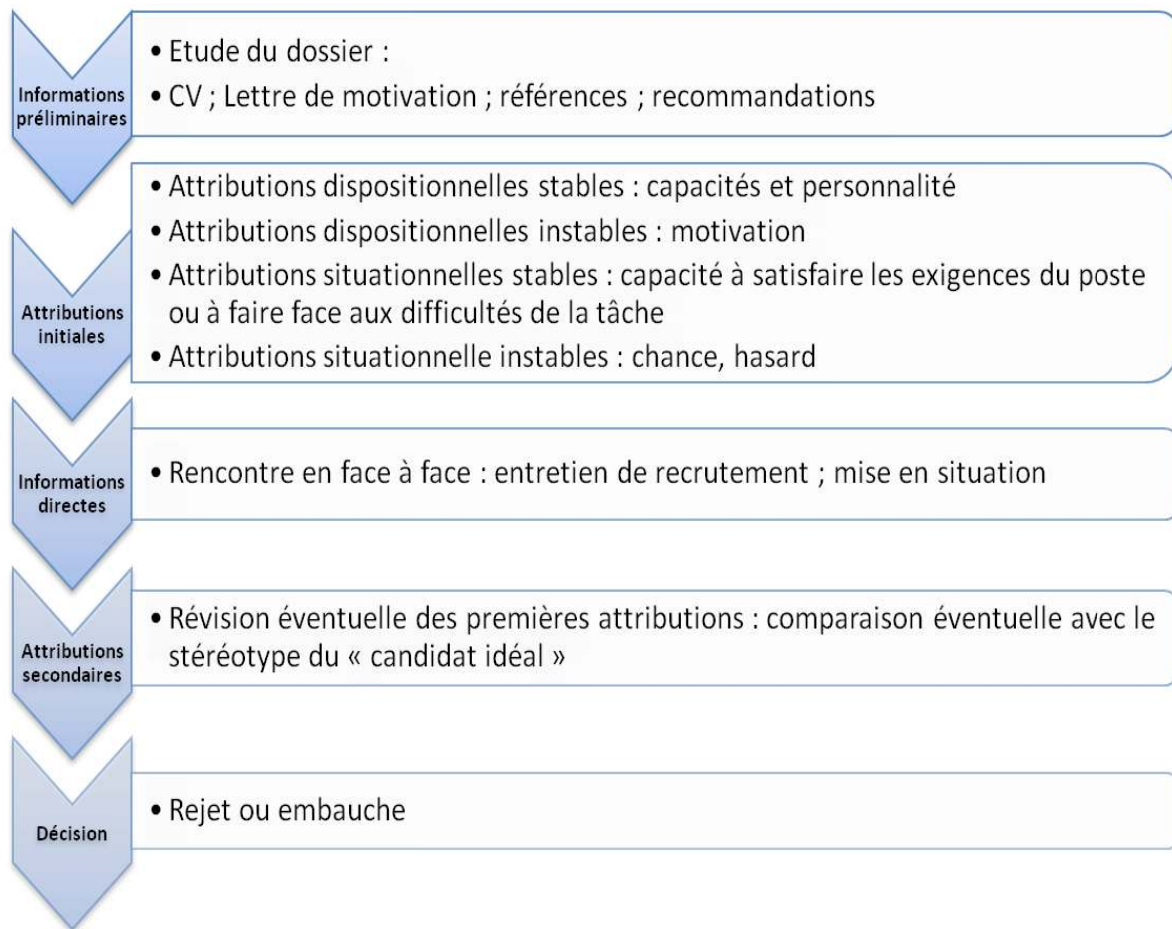 Informations
préliminaires
• Etude du dossier :
• CV ; Lettre de motivation ; références ; recommandations
Attributions
initiales
• Attributions dispositionnelles stables : capacités et personnalité
• Attributions dispositionnelles instables : motivation
• Attributions situationnelles stables : capacité à satisfaire les exigences du poste
ou à faire face aux difficultés de la tâche
• Attributions situationnelle instables : chance, hasard
Informations
directes
• Rencontre en face à face : entretien de recrutement ; mise en situation
Attributions
secondaires
• Révision éventuelle des premières attributions : comparaison éventuelle avec le
stéréotype du « candidat idéal »
Décision
• Rejet ou embauche